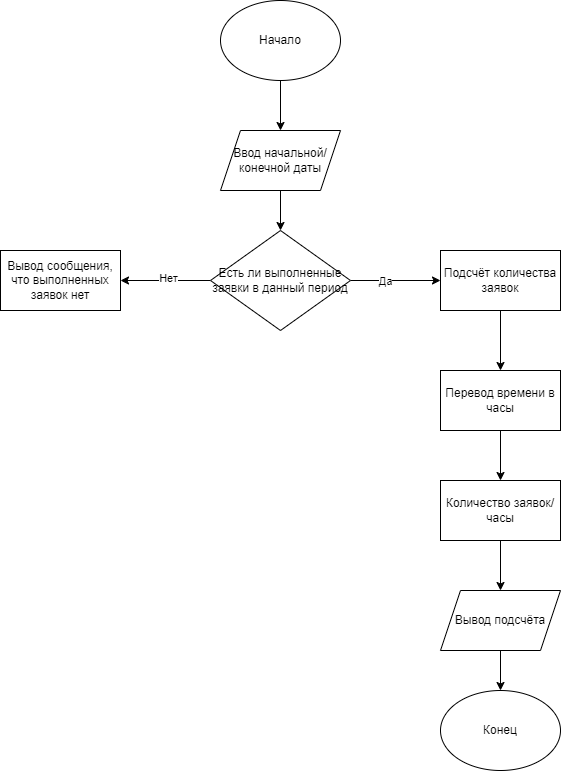 Начало
Ввод начальной/
конечной даты
Есть ли выполненные
заявки в данный период
Нет
Да
Вывод сообщения,
что выполненных
заявок нет
Подсчёт количества
заявок
Перевод времени в
часы
Количество заявок/
часы
Вывод подсчёта
Конец